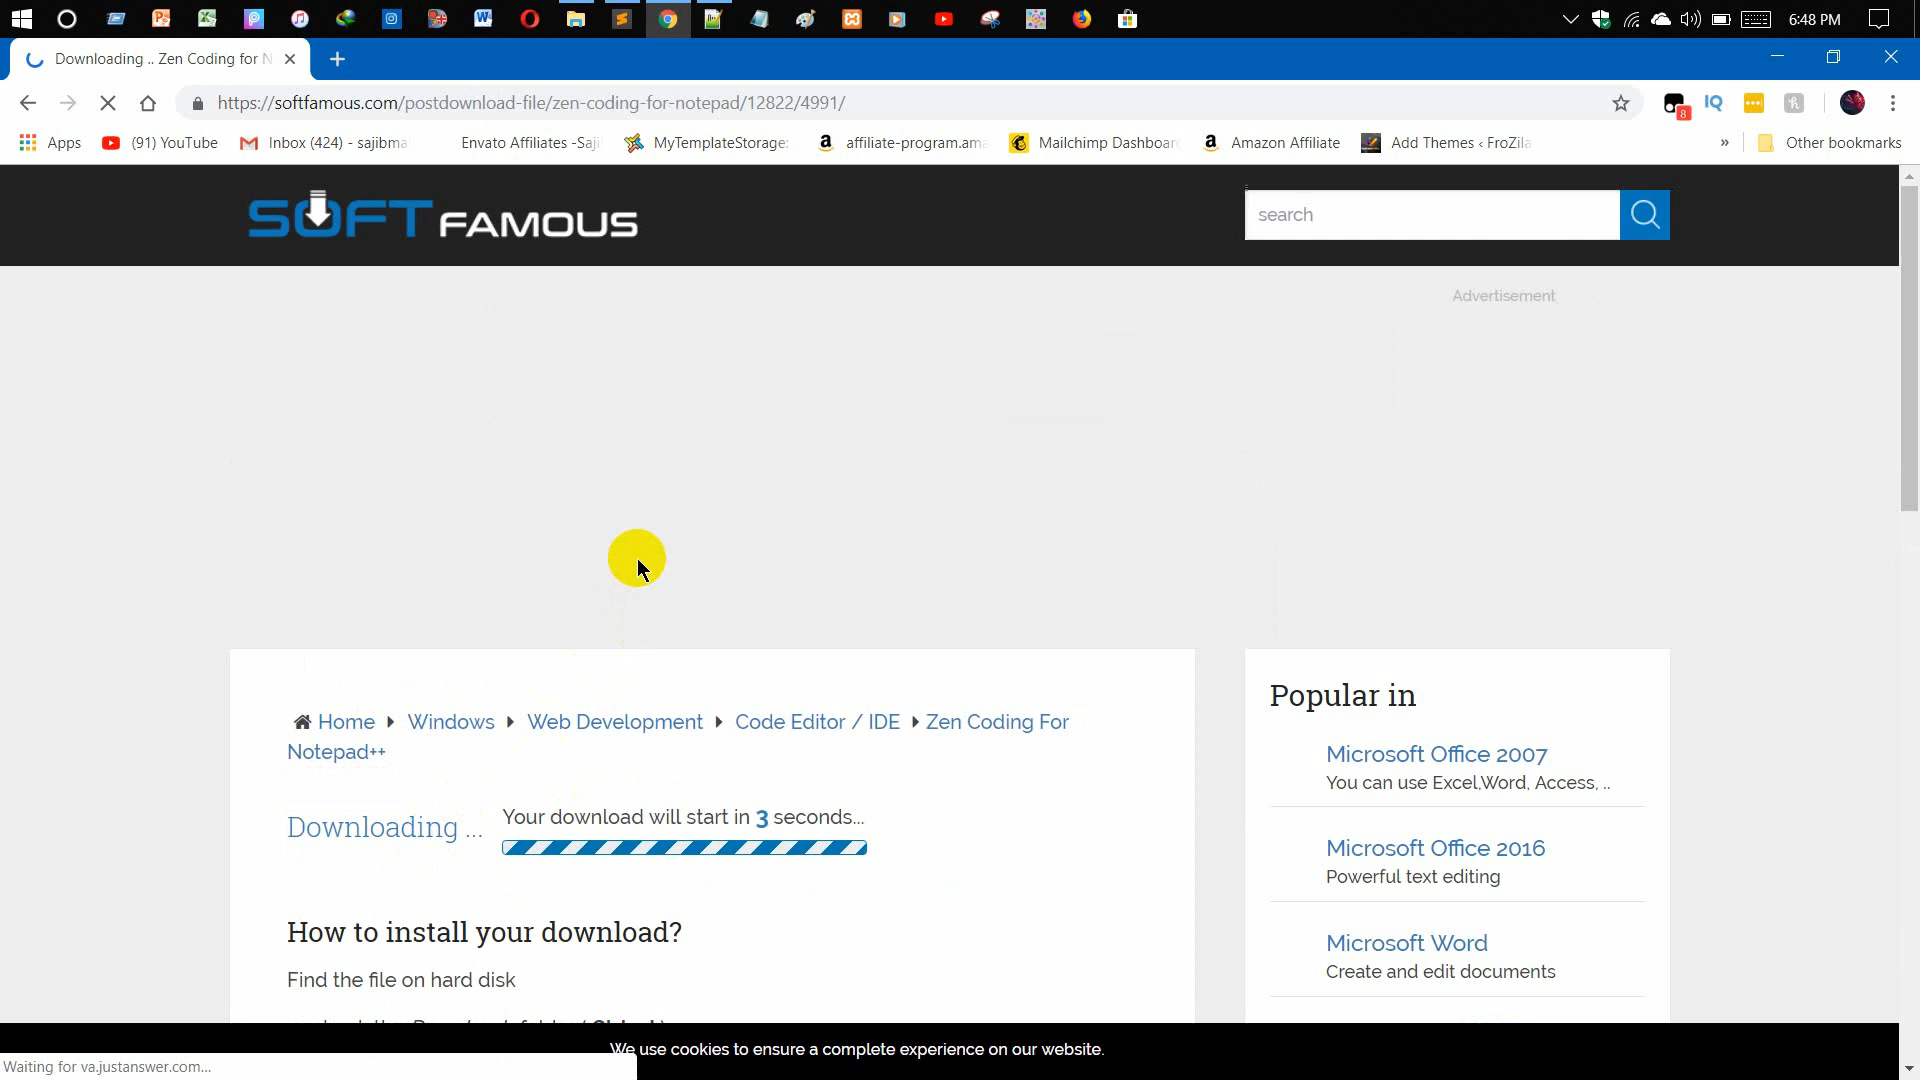 6:48 PM
Downloading .. Zen Coding for N
https://softfamous.com/postdownload-file/zen-coding-for-notepad/12822/4991/
8
IQ
Apps
(91) YouTube
Inbox (424) - sajibma
Envato Affiliates -Saji
MyTemplateStorage:
affiliate-program.ama
Mailchimp Dashboar
Amazon Affiliate
Add Themes ‹ FroZila
»
Other bookmarks
SOFT FAMOUS
search
Advertisement
Home
Windows
Web Development
Code Editor / IDE
Zen Coding For
Notepad++
Downloading ...
Your download will start in 3 seconds...
How to install your download?
Find the file on hard disk
Popular in
Microsoft Office 2007
You can use Excel,Word, Access, ..
Microsoft Office 2016
Powerful text editing
Microsoft Word
Create and edit documents
We use cookies to ensure a complete experience on our website.
Waiting for va.justanswer.com...